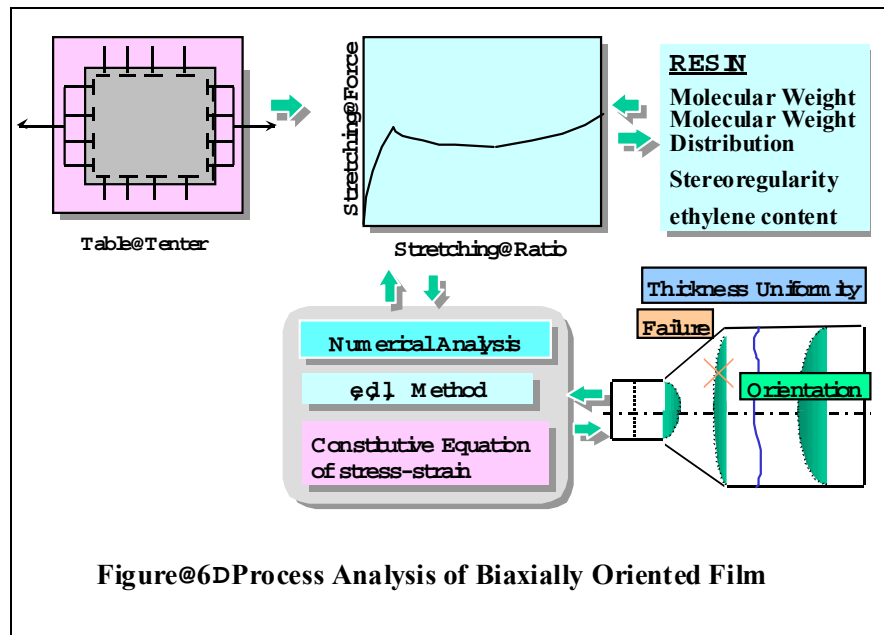 Table@Tenter
Stretching@Force
Stretching@Ratio
RESIN
Molecular Weight
Molecular Weight
Distribution
Stereoregularity
ethylene content
Numerical Analysis
Method
Constitutive Equation
of stress-strain
Thickness Uniformity
Failure
Orientation
Figure@6DProcess Analysis of Biaxially Oriented Film